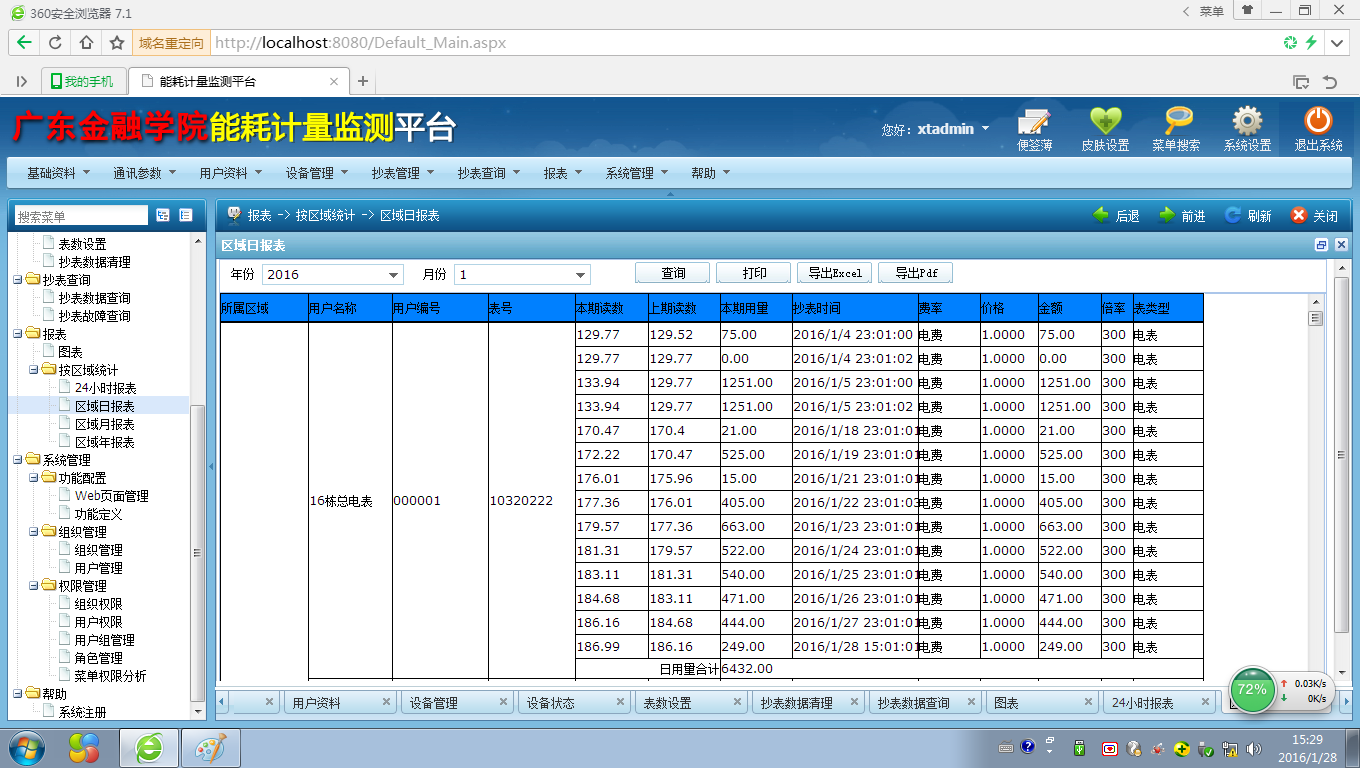 360安全浏览器 7.1
菜单
域名重定向 http://localhost:8080/Default_Main.aspx
我的手机 能耗计量监测平台
广东金融学院能耗计量监测平台
您好：xtadmin 便签簿 皮肤设置 菜单搜索 系统设置 退出系统
基础资料 通讯参数 用户资料 设备管理 抄表管理 抄表查询 报表 系统管理 帮助
搜索菜单
表数设置
抄表数据清理
抄表查询
抄表数据查询
抄表故障查询
报表
图表
按区域统计
24小时报表
区域日报表
区域月报表
区域年报表
系统管理
功能配置
Web页面管理
功能定义
组织管理
组织管理
用户管理
权限管理
组织权限
用户权限
用户组管理
角色管理
菜单权限分析
帮助
系统注册
报表 -> 按区域统计 -> 区域日报表 后退 前进 刷新 关闭
区域日报表
年份 2016 月份 1 查询 打印 导出Excel 导出Pdf
所属区域 用户名称 用户编号 表号 本期读数 上期读数 本期用量 抄表时间 费率 价格 金额 倍率 表类型
16栋总电表 000001 10320222
129.77 129.52 75.00 2016/1/4 23:01:00 电费 1.0000 75.00 300 电表
129.77 129.77 0.00 2016/1/4 23:01:02 电费 1.0000 0.00 300 电表
133.94 129.77 1251.00 2016/1/5 23:01:00 电费 1.0000 1251.00 300 电表
133.94 129.77 1251.00 2016/1/5 23:01:02 电费 1.0000 1251.00 300 电表
170.47 170.4 21.00 2016/1/18 23:01:01 电费 1.0000 21.00 300 电表
172.22 170.47 525.00 2016/1/19 23:01:01 电费 1.0000 525.00 300 电表
176.01 175.96 15.00 2016/1/21 23:01:01 电费 1.0000 15.00 300 电表
177.36 176.01 405.00 2016/1/22 23:01:03 电费 1.0000 405.00 300 电表
179.57 177.36 663.00 2016/1/23 23:01:01 电费 1.0000 663.00 300 电表
181.31 179.57 522.00 2016/1/24 23:01:01 电费 1.0000 522.00 300 电表
183.11 181.31 540.00 2016/1/25 23:01:01 电费 1.0000 540.00 300 电表
184.68 183.11 471.00 2016/1/26 23:01:01 电费 1.0000 471.00 300 电表
186.16 184.68 444.00 2016/1/27 23:01:01 电费 1.0000 444.00 300 电表
186.99 186.16 249.00 2016/1/28 15:01:01 电费 1.0000 249.00 300 电表
日用量合计 6432.00
用户资料 设备管理 设备状态 表数设置 抄表数据清理 抄表数据查询 图表 24小时报表
72% 0.03K/s
0K/s
15:29
2016/1/28